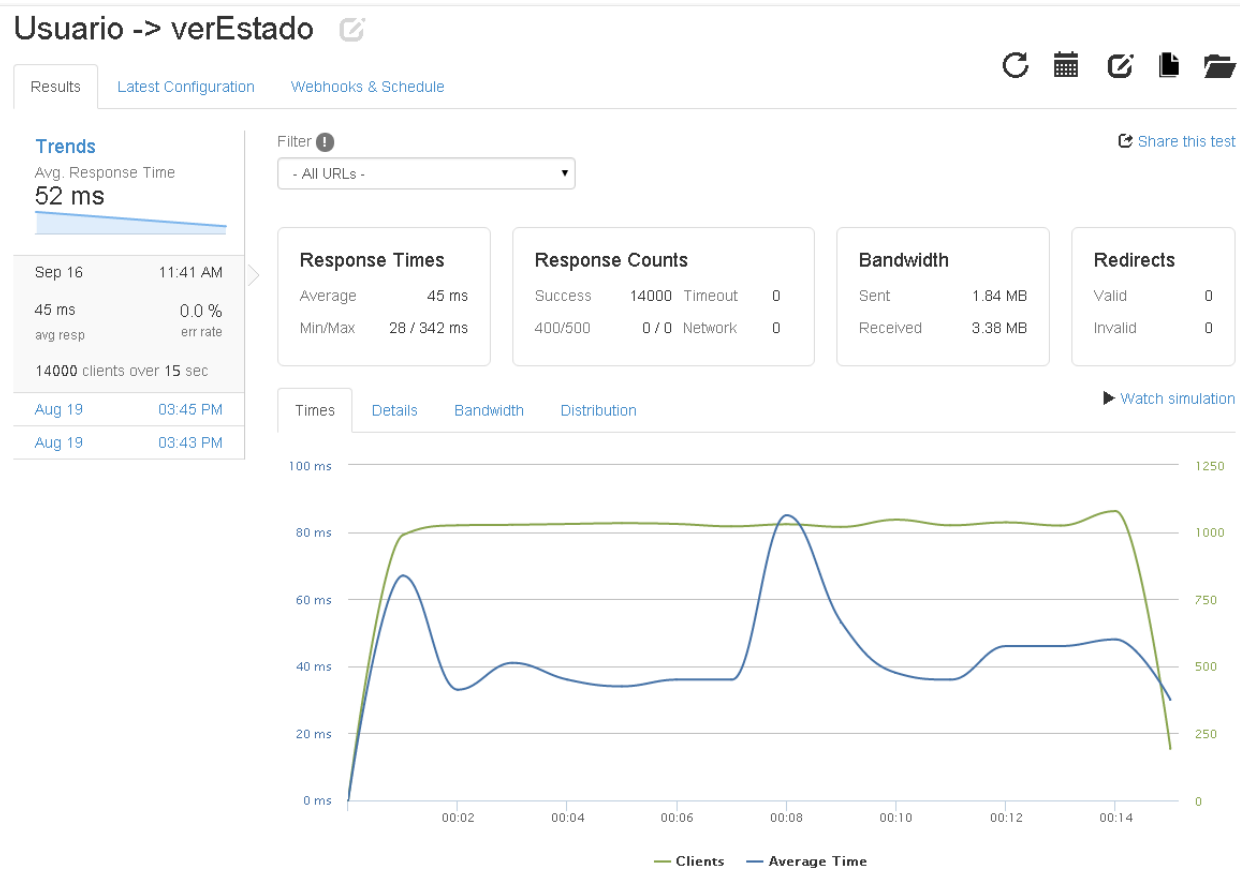 Usuario -> verEstado
Results Latest Configuration Webhooks & Schedule
Trends
Avg. Response Time
52 ms
Sep 16 11:41 AM
45 ms 0.0 %
avg resp err rate
14000 clients over 15 sec
Aug 19 03:45 PM
Aug 19 03:43 PM
Filter !
- All URLs -
Share this test
Response Times
Average 45 ms
Min/Max 28 / 342 ms
Response Counts
Success 14000 Timeout 0
400/500 0 / 0 Network 0
Bandwidth
Sent 1.84 MB
Received 3.38 MB
Redirects
Valid 0
Invalid 0
Times Details Bandwidth Distribution
Watch simulation
100 ms 1250
80 ms 1000
60 ms 750
40 ms 500
20 ms 250
0 ms 0
00:02 00:04 00:06 00:08 00:10 00:12 00:14
Clients Average Time